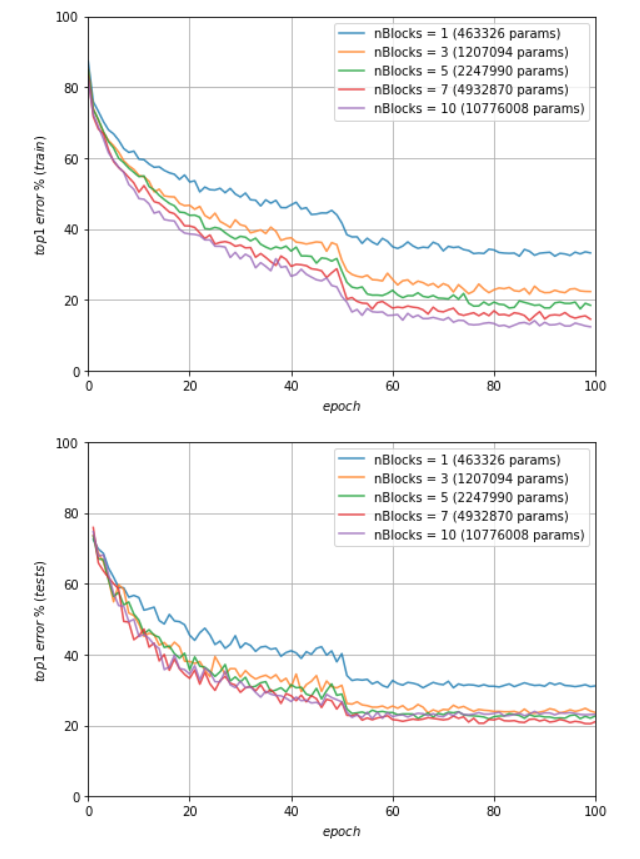 100
80
60
40
20
0
top1 error % (train)
nBlocks = 1 (463326 params)
nBlocks = 3 (1207094 params)
nBlocks = 5 (2247990 params)
nBlocks = 7 (4932870 params)
nBlocks = 10 (10776008 params)
0 20 40 60 80 100
epoch
100
80
60
40
20
0
top1 error % (tests)
nBlocks = 1 (463326 params)
nBlocks = 3 (1207094 params)
nBlocks = 5 (2247990 params)
nBlocks = 7 (4932870 params)
nBlocks = 10 (10776008 params)
0 20 40 60 80 100
epoch